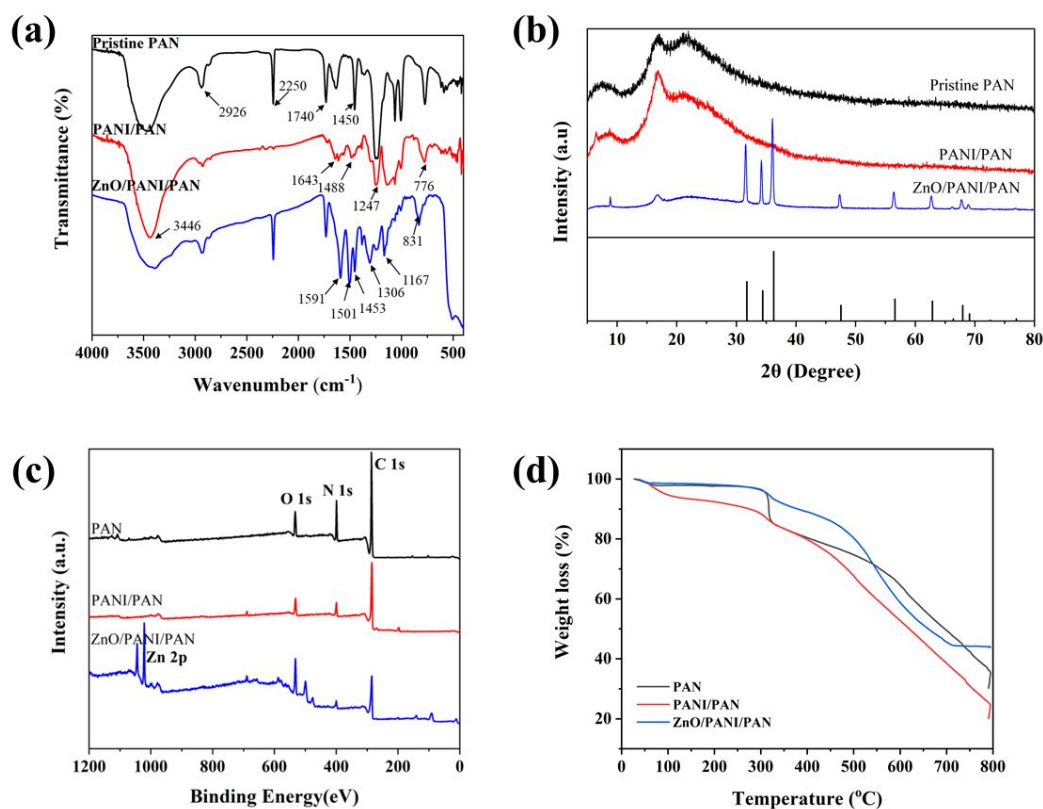 (a)
Pristine PAN
2926
2250
1740
1450
PANI/PAN
1643
1488
1247
776
ZnO/PANI/PAN
3446
831
1591
1501
1453
1306
1167
Transmittance (%)
4000 3500 3000 2500 2000 1500 1000 500
Wavenumber (cm-1)
(b)
Pristine PAN
PANI/PAN
ZnO/PANI/PAN
Intensity (a.u)
10 20 30 40 50 60 70 80
2θ (Degree)
(c)
C 1s
N 1s
O 1s
PAN
PANI/PAN
ZnO/PANI/PAN
Zn 2p
Intensity (a.u.)
1200 1000 800 600 400 200 0
Binding Energy(eV)
(d)
100
90
80
70
60
50
40
30
20
Weight loss (%)
PAN
PANI/PAN
ZnO/PANI/PAN
0 100 200 300 400 500 600 700 800
Temperature (oC)